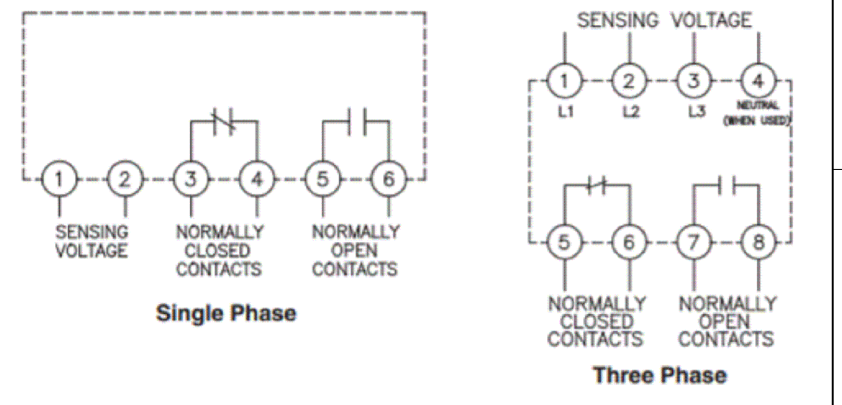 1 2 3 4 5 6
SENSING
VOLTAGE
NORMALLY
CLOSED
CONTACTS
NORMALLY
OPEN
CONTACTS
Single Phase
SENSING VOLTAGE
1 2 3 4
L1 L2 L3 NEUTRAL
(WHEN USED)
5 6 7 8
NORMALLY
CLOSED
CONTACTS
NORMALLY
OPEN
CONTACTS
Three Phase